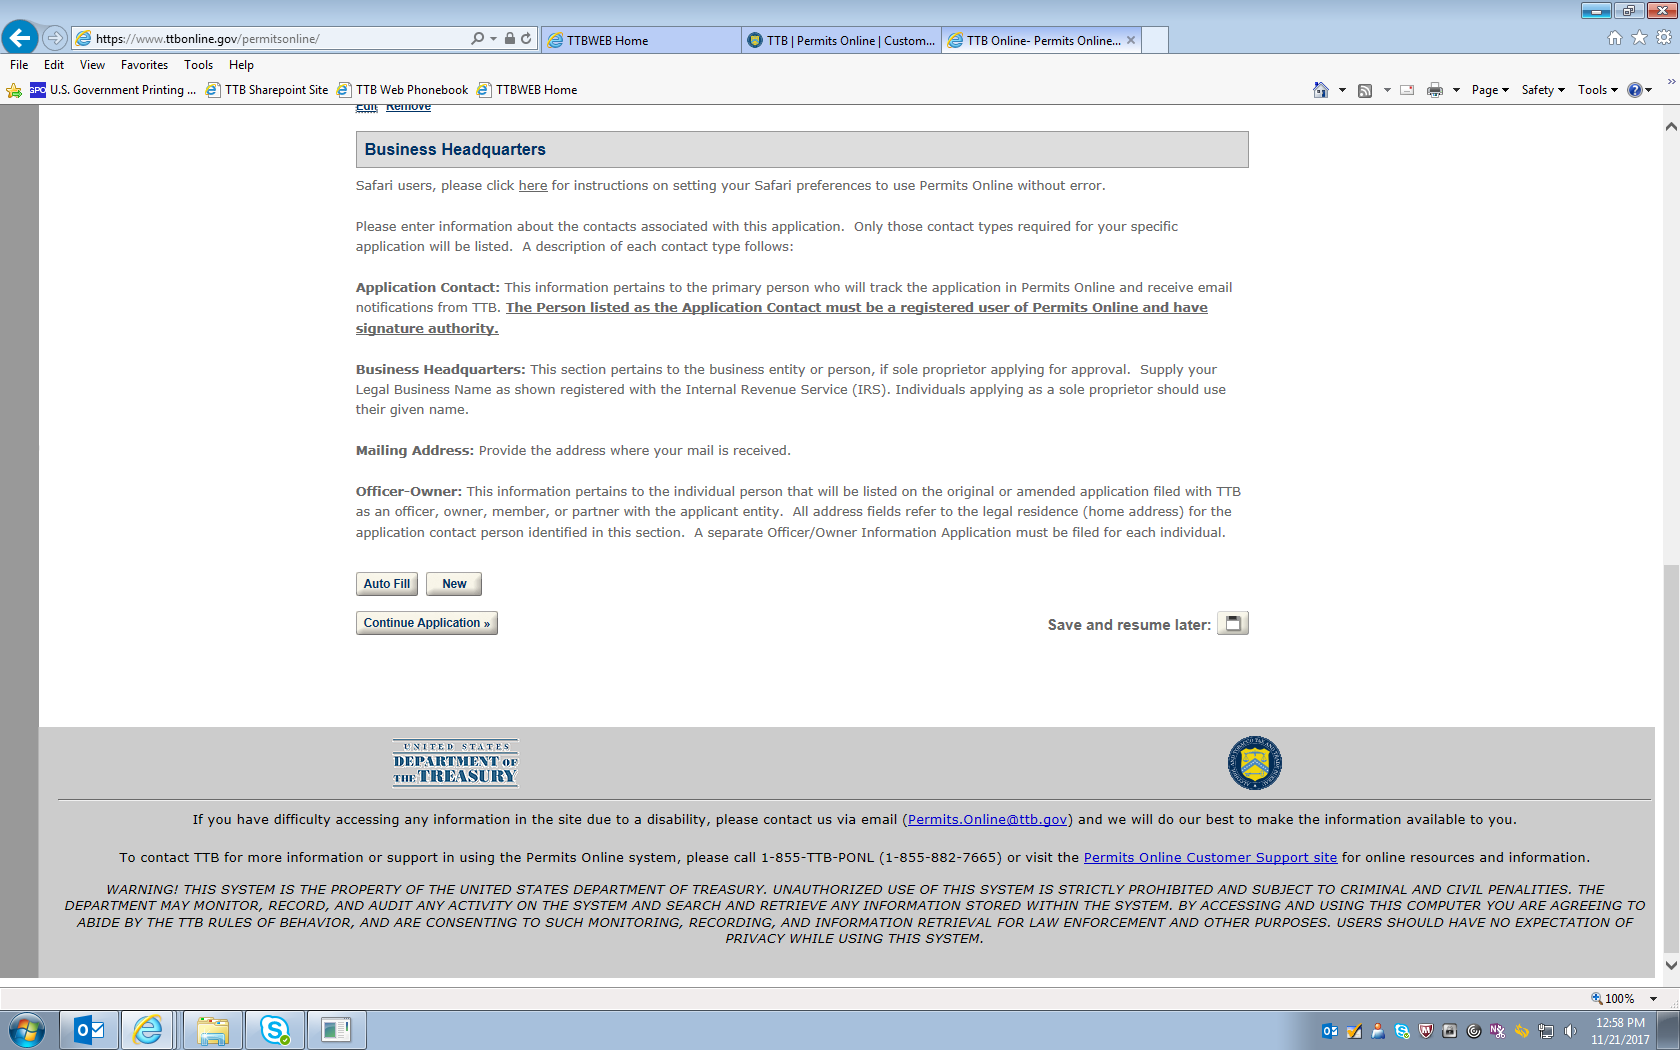 https://www.ttbonline.gov/permitsonline/
TTBWEB Home
TTB | Permits Online | Custom...
TTB Online- Permits Online...
File Edit View Favorites Tools Help
GPO U.S. Government Printing ... TTB Sharepoint Site TTB Web Phonebook TTBWEB Home
Page Safety Tools
Edit Remove
Business Headquarters
Safari users, please click here for instructions on setting your Safari preferences to use Permits Online without error.
Please enter information about the contacts associated with this application. Only those contact types required for your specific
application will be listed. A description of each contact type follows:
Application Contact: This information pertains to the primary person who will track the application in Permits Online and receive email
notifications from TTB. The Person listed as the Application Contact must be a registered user of Permits Online and have
signature authority.
Business Headquarters: This section pertains to the business entity or person, if sole proprietor applying for approval. Supply your
Legal Business Name as shown registered with the Internal Revenue Service (IRS). Individuals applying as a sole proprietor should use
their given name.
Mailing Address: Provide the address where your mail is received.
Officer-Owner: This information pertains to the individual person that will be listed on the original or amended application filed with TTB
as an officer, owner, member, or partner with the applicant entity. All address fields refer to the legal residence (home address) for the
application contact person identified in this section. A separate Officer/Owner Information Application must be filed for each individual.
Auto Fill New
Continue Application »
Save and resume later:
UNITED STATES
DEPARTMENT OF
THE TREASURY
If you have difficulty accessing any information in the site due to a disability, please contact us via email (Permits.Online@ttb.gov) and we will do our best to make the information available to you.
To contact TTB for more information or support in using the Permits Online system, please call 1-855-TTB-PONL (1-855-882-7665) or visit the Permits Online Customer Support site for online resources and information.
WARNING! THIS SYSTEM IS THE PROPERTY OF THE UNITED STATES DEPARTMENT OF TREASURY. UNAUTHORIZED USE OF THIS SYSTEM IS STRICTLY PROHIBITED AND SUBJECT TO CRIMINAL AND CIVIL PENALITIES. THE
DEPARTMENT MAY MONITOR, RECORD, AND AUDIT ANY ACTIVITY ON THE SYSTEM AND SEARCH AND RETRIEVE ANY INFORMATION STORED WITHIN THE SYSTEM. BY ACCESSING AND USING THIS COMPUTER YOU ARE AGREEING TO
ABIDE BY THE TTB RULES OF BEHAVIOR, AND ARE CONSENTING TO SUCH MONITORING, RECORDING, AND INFORMATION RETRIEVAL FOR LAW ENFORCEMENT AND OTHER PURPOSES. USERS SHOULD HAVE NO EXPECTATION OF
PRIVACY WHILE USING THIS SYSTEM.
100%
12:58 PM
11/21/2017